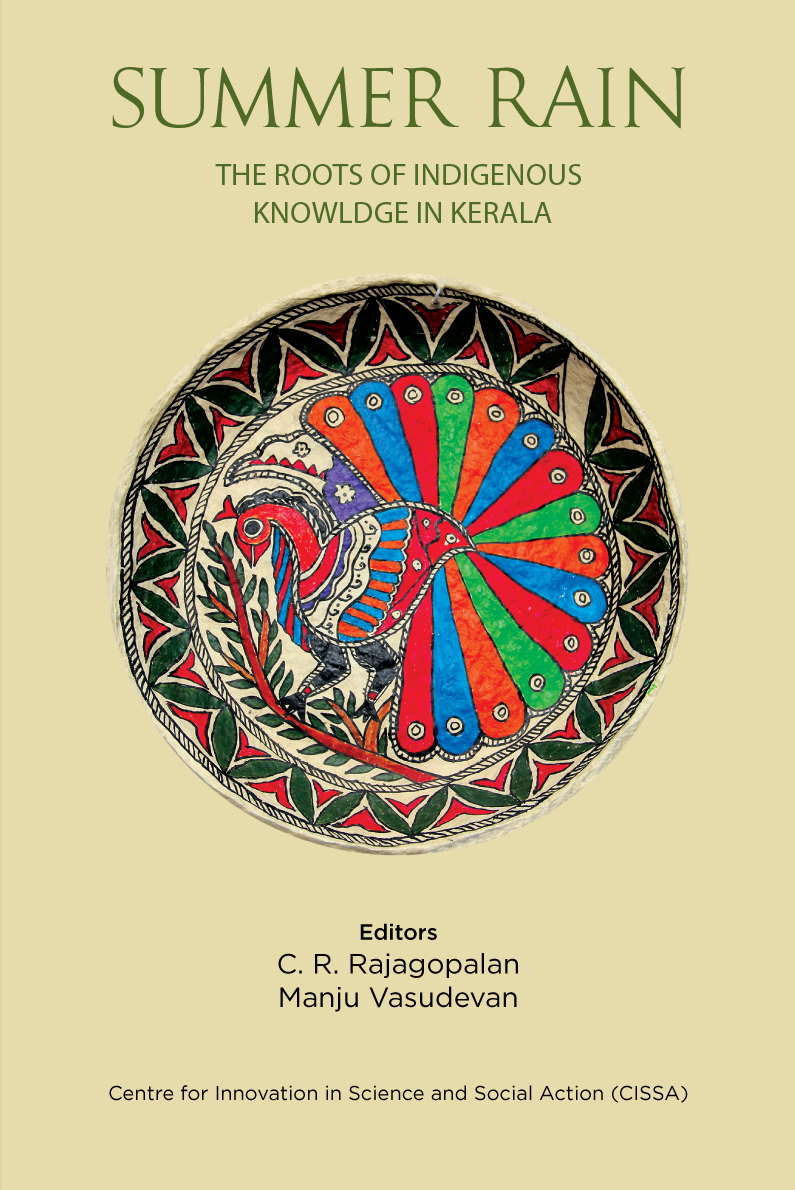 SUMMER RAIN
THE ROOTS OF INDIGENOUS
KNOWLDGE IN KERALA
Editors
C. R. Rajagopalan
Manju Vasudevan
Centre for Innovation in Science and Social Action (CISSA)